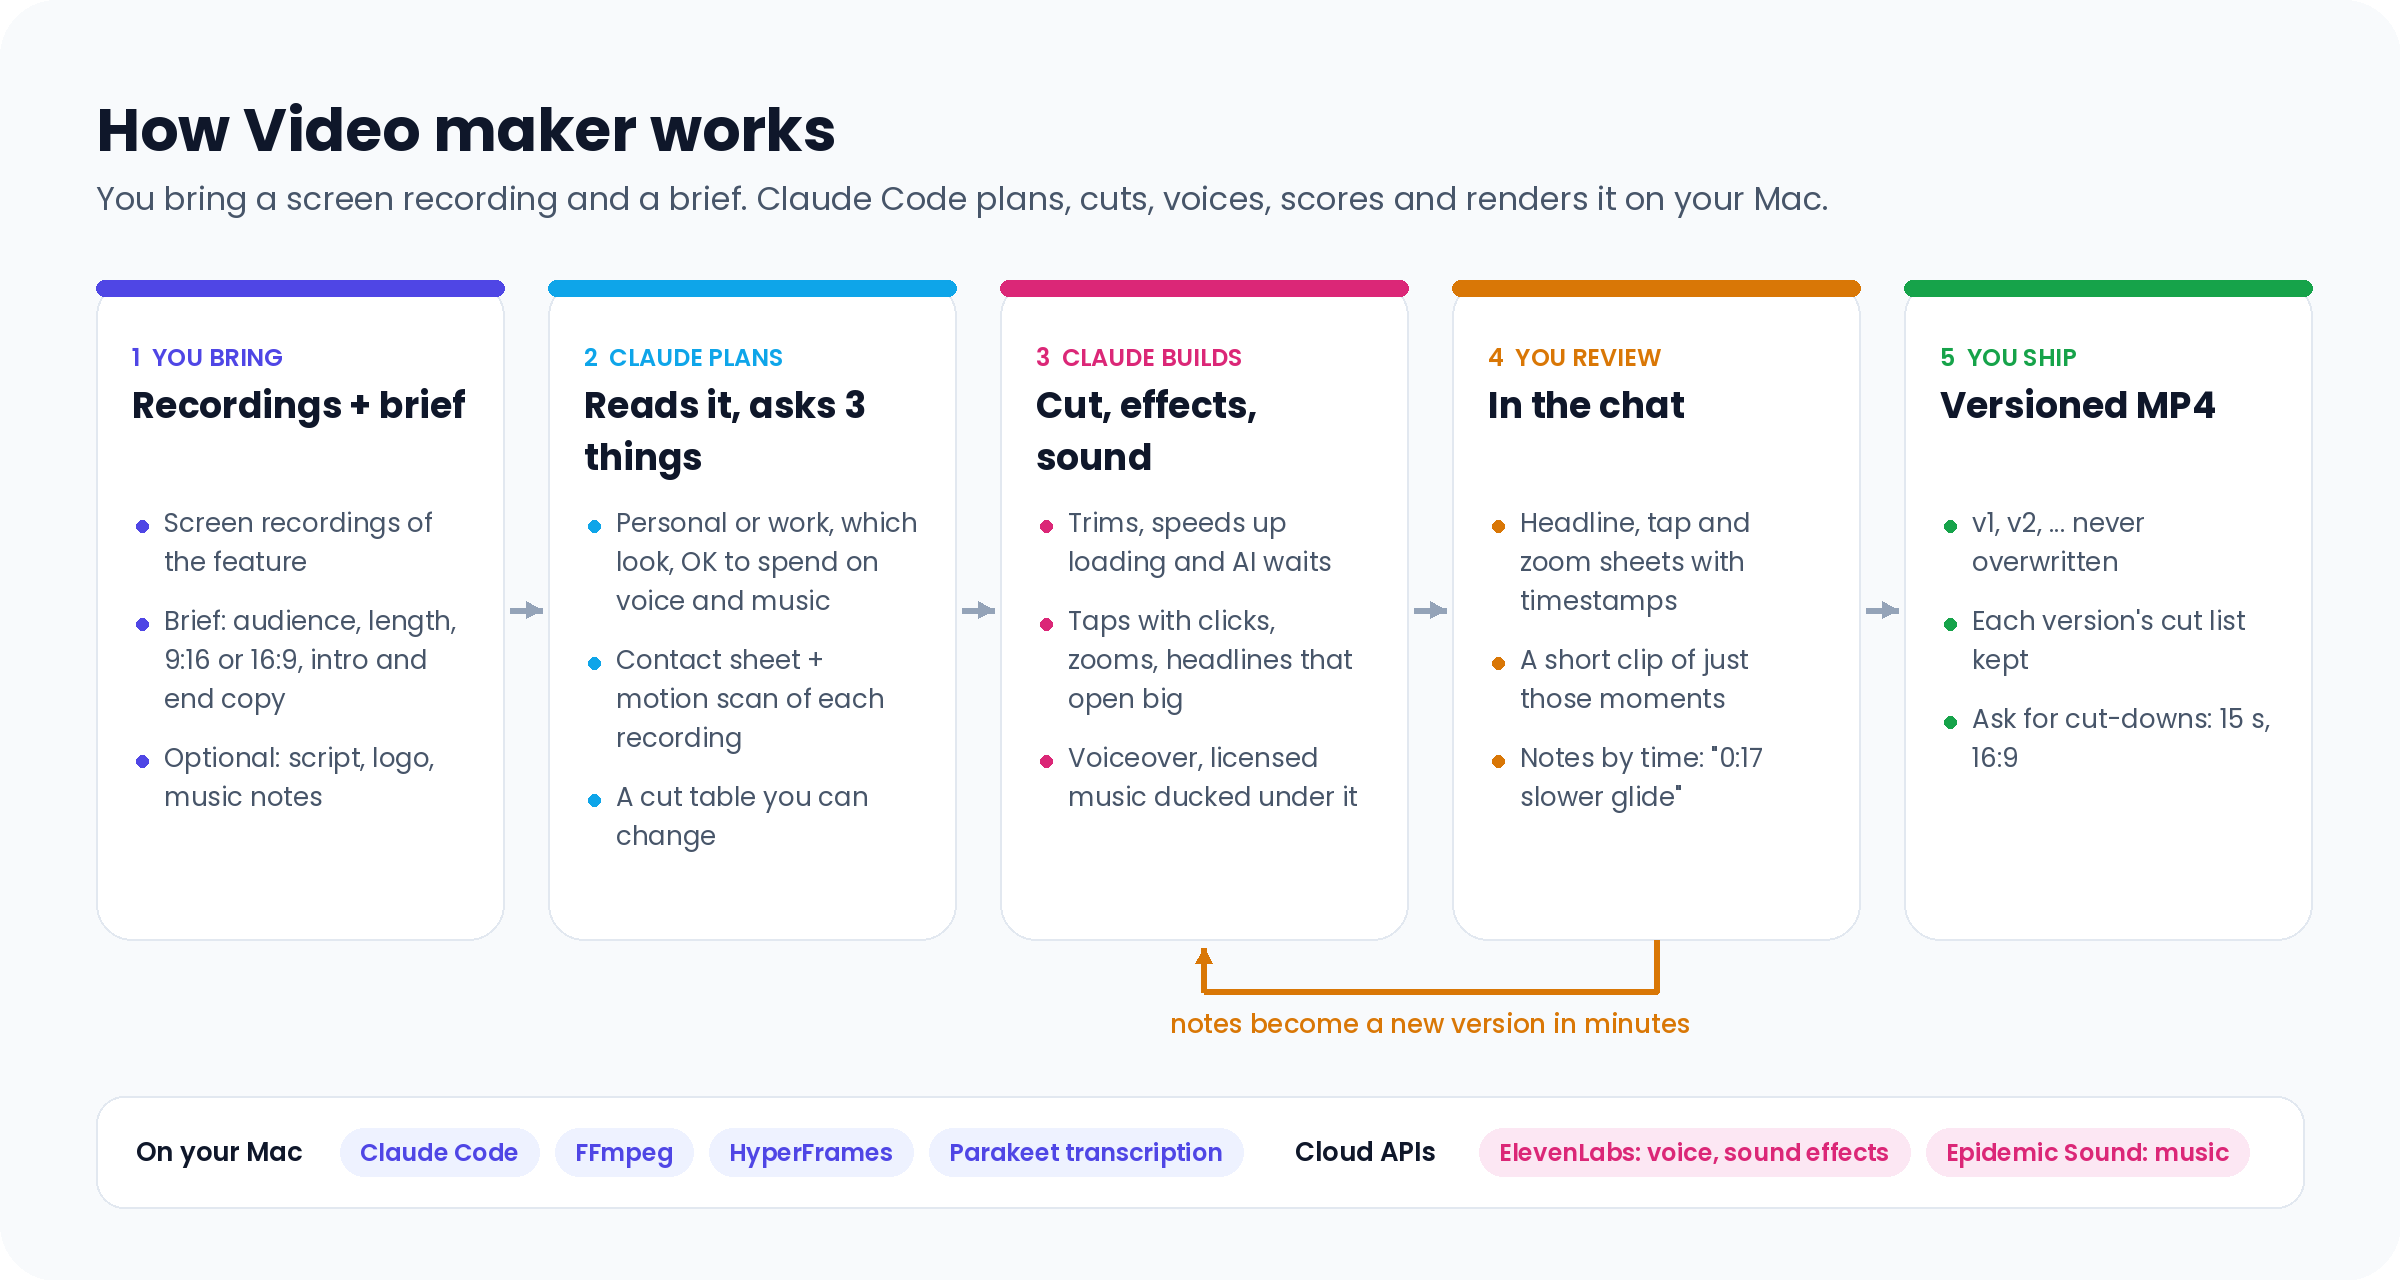 How Video maker works
You bring a screen recording and a brief. Claude Code plans, cuts, voices, scores and renders it on your Mac.
1 YOU BRING
Recordings + brief
Screen recordings of
the feature
Brief: audience, length,
9:16 or 16:9, intro and
end copy
Optional: script, logo,
music notes
2 CLAUDE PLANS
Reads it, asks 3
things
Personal or work, which
look, OK to spend on
voice and music
Contact sheet +
motion scan of each
recording
A cut table you can
change
3 CLAUDE BUILDS
Cut, effects,
sound
Trims, speeds up
loading and AI waits
Taps with clicks,
zooms, headlines that
open big
Voiceover, licensed
music ducked under it
4 YOU REVIEW
In the chat
Headline, tap and
zoom sheets with
timestamps
A short clip of just
those moments
Notes by time: "0:17
slower glide"
5 YOU SHIP
Versioned MP4
v1, v2, ... never
overwritten
Each version's cut list
kept
Ask for cut-downs: 15 s,
16:9
notes become a new version in minutes
On your Mac
Claude Code
FFmpeg
HyperFrames
Parakeet transcription
Cloud APIs
ElevenLabs: voice, sound effects
Epidemic Sound: music